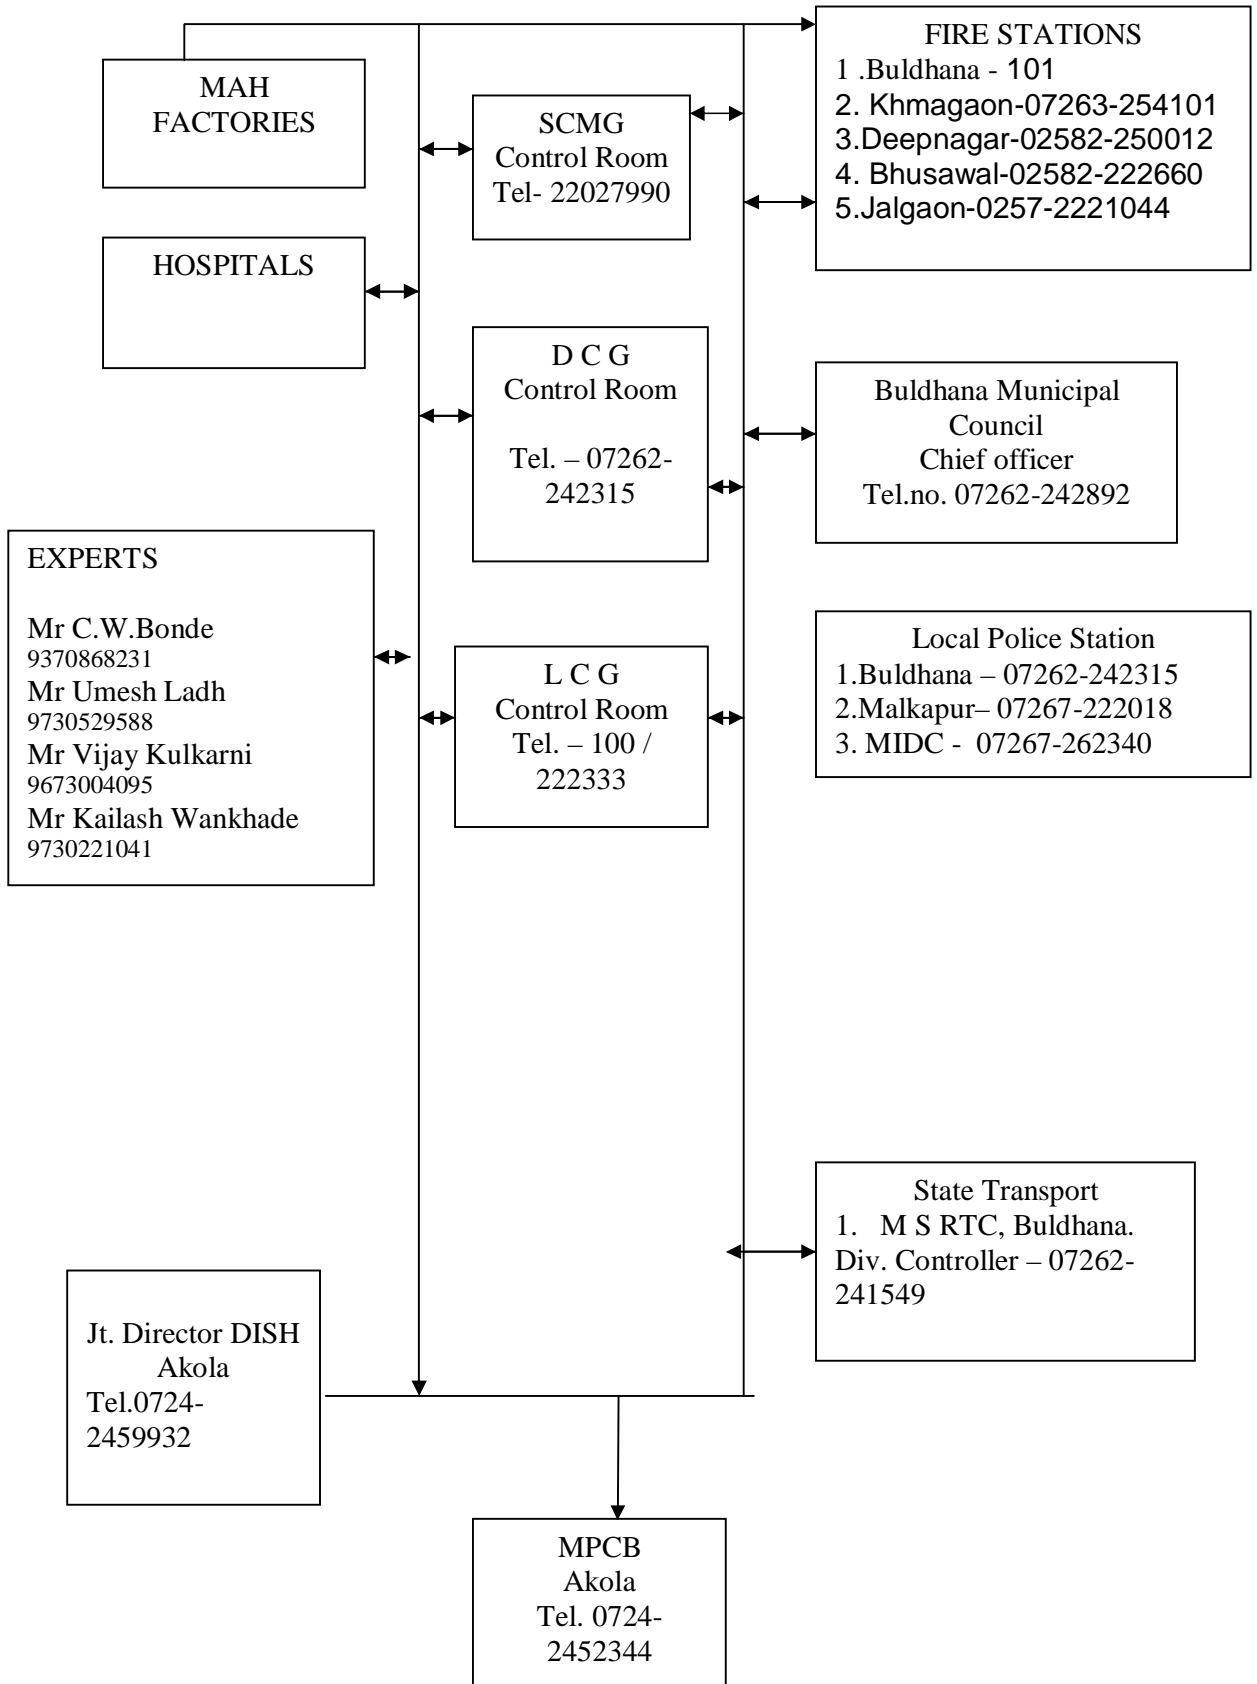 MAH
FACTORIES
FIRE STATIONS
1 .Buldhana - 101
2. Khmagaon-07263-254101
3.Deepnagar-02582-250012
4. Bhusawal-02582-222660
5.Jalgaon-0257-2221044
SCMG
Control Room
Tel- 22027990
HOSPITALS
D C G
Control Room
Tel. – 07262-
242315
Buldhana Municipal
Council
Chief officer
Tel.no. 07262-242892
EXPERTS
Mr C.W.Bonde
9370868231
Mr Umesh Ladh
9730529588
Mr Vijay Kulkarni
9673004095
Mr Kailash Wankhade
9730221041
L C G
Control Room
Tel. – 100 /
222333
Local Police Station
1.Buldhana – 07262-242315
2.Malkapur– 07267-222018
3. MIDC - 07267-262340
State Transport
1. M S RTC, Buldhana.
Div. Controller – 07262-
241549
Jt. Director DISH
Akola
Tel.0724-
2459932
MPCB
Akola
Tel. 0724-
2452344